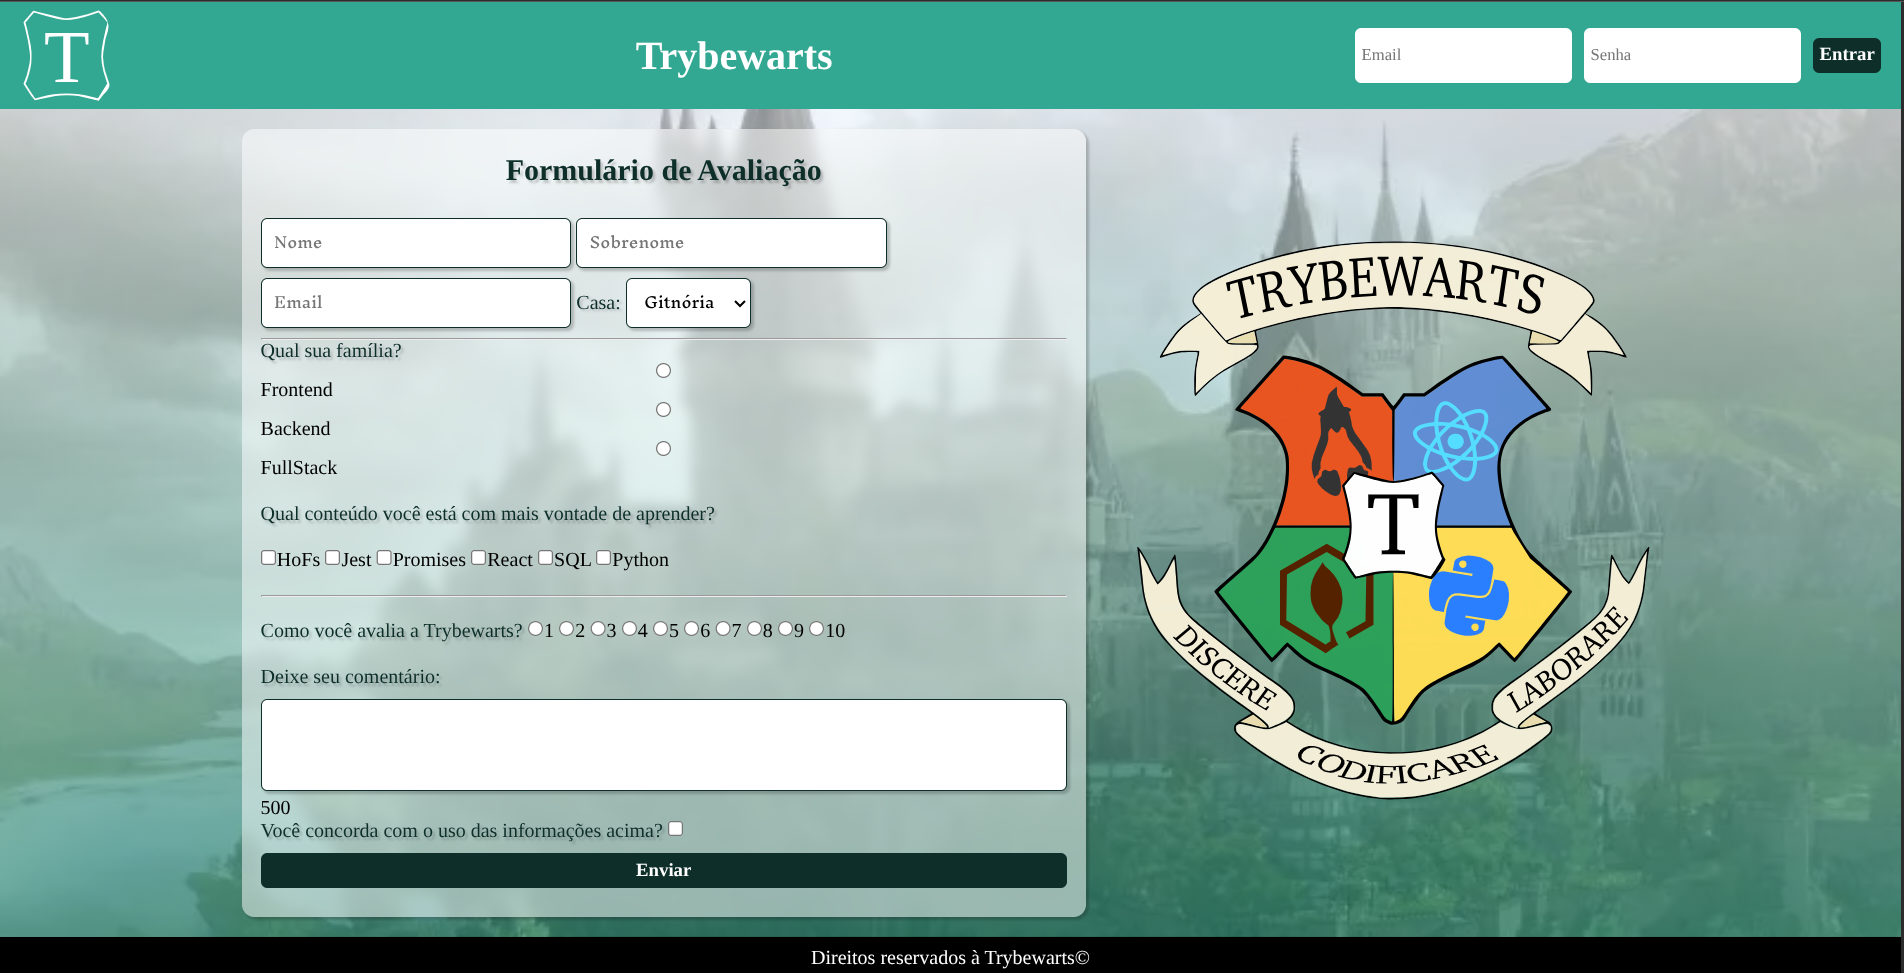 T
Trybewarts
Email
Senha
Entrar
Formulário de Avaliação
Nome
Sobrenome
Email
Casa:
Gitnória
Qual sua família?
Frontend
Backend
FullStack
Qual conteúdo você está com mais vontade de aprender?
HoFs Jest Promises React SQL Python
Como você avalia a Trybewarts? 1 2 3 4 5 6 7 8 9 10
Deixe seu comentário:
500
Você concorda com o uso das informações acima?
Enviar
TRYBEWARTS
T
DISCERE
CODIFICARE
LABORARE
Direitos reservados à Trybewarts©